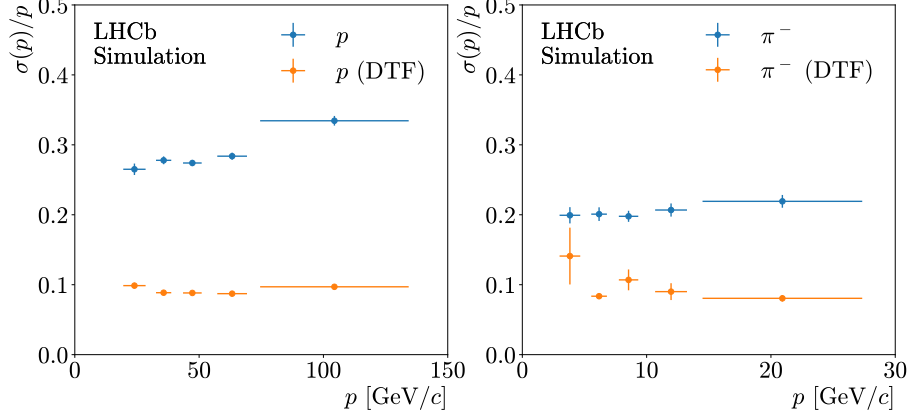 0.5
0.4
0.3
0.2
0.1
0.0
σ(p)/p
LHCb
Simulation
p
p (DTF)
0 50 100 150
p [GeV/c]
0.5
0.4
0.3
0.2
0.1
0.0
σ(p)/p
LHCb
Simulation
π⁻
π⁻ (DTF)
0 10 20 30
p [GeV/c]